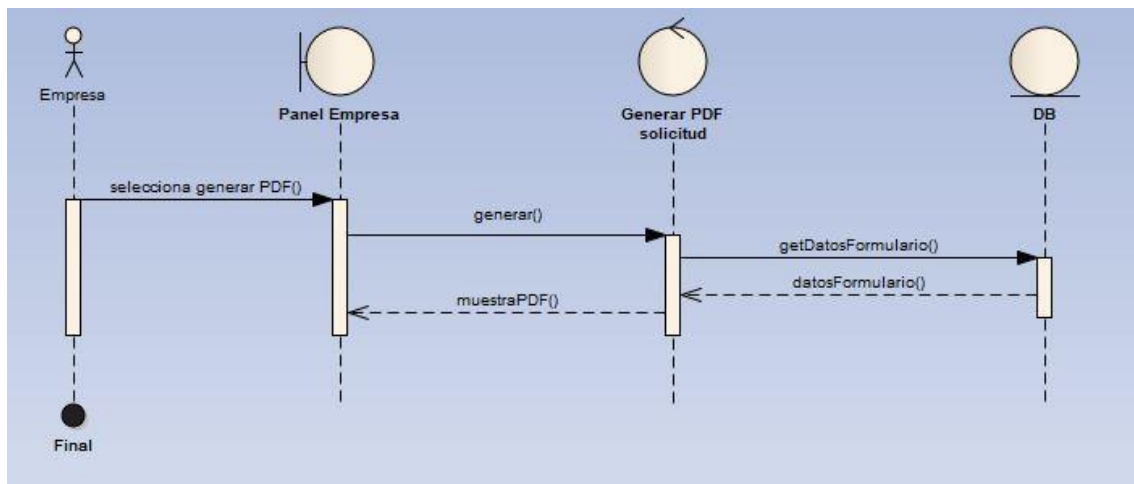 Empresa
Panel Empresa
Generar PDF
solicitud
DB
selecciona generar PDF()
generar()
getDatosFormulario()
datosFormulario()
muestraPDF()
Final